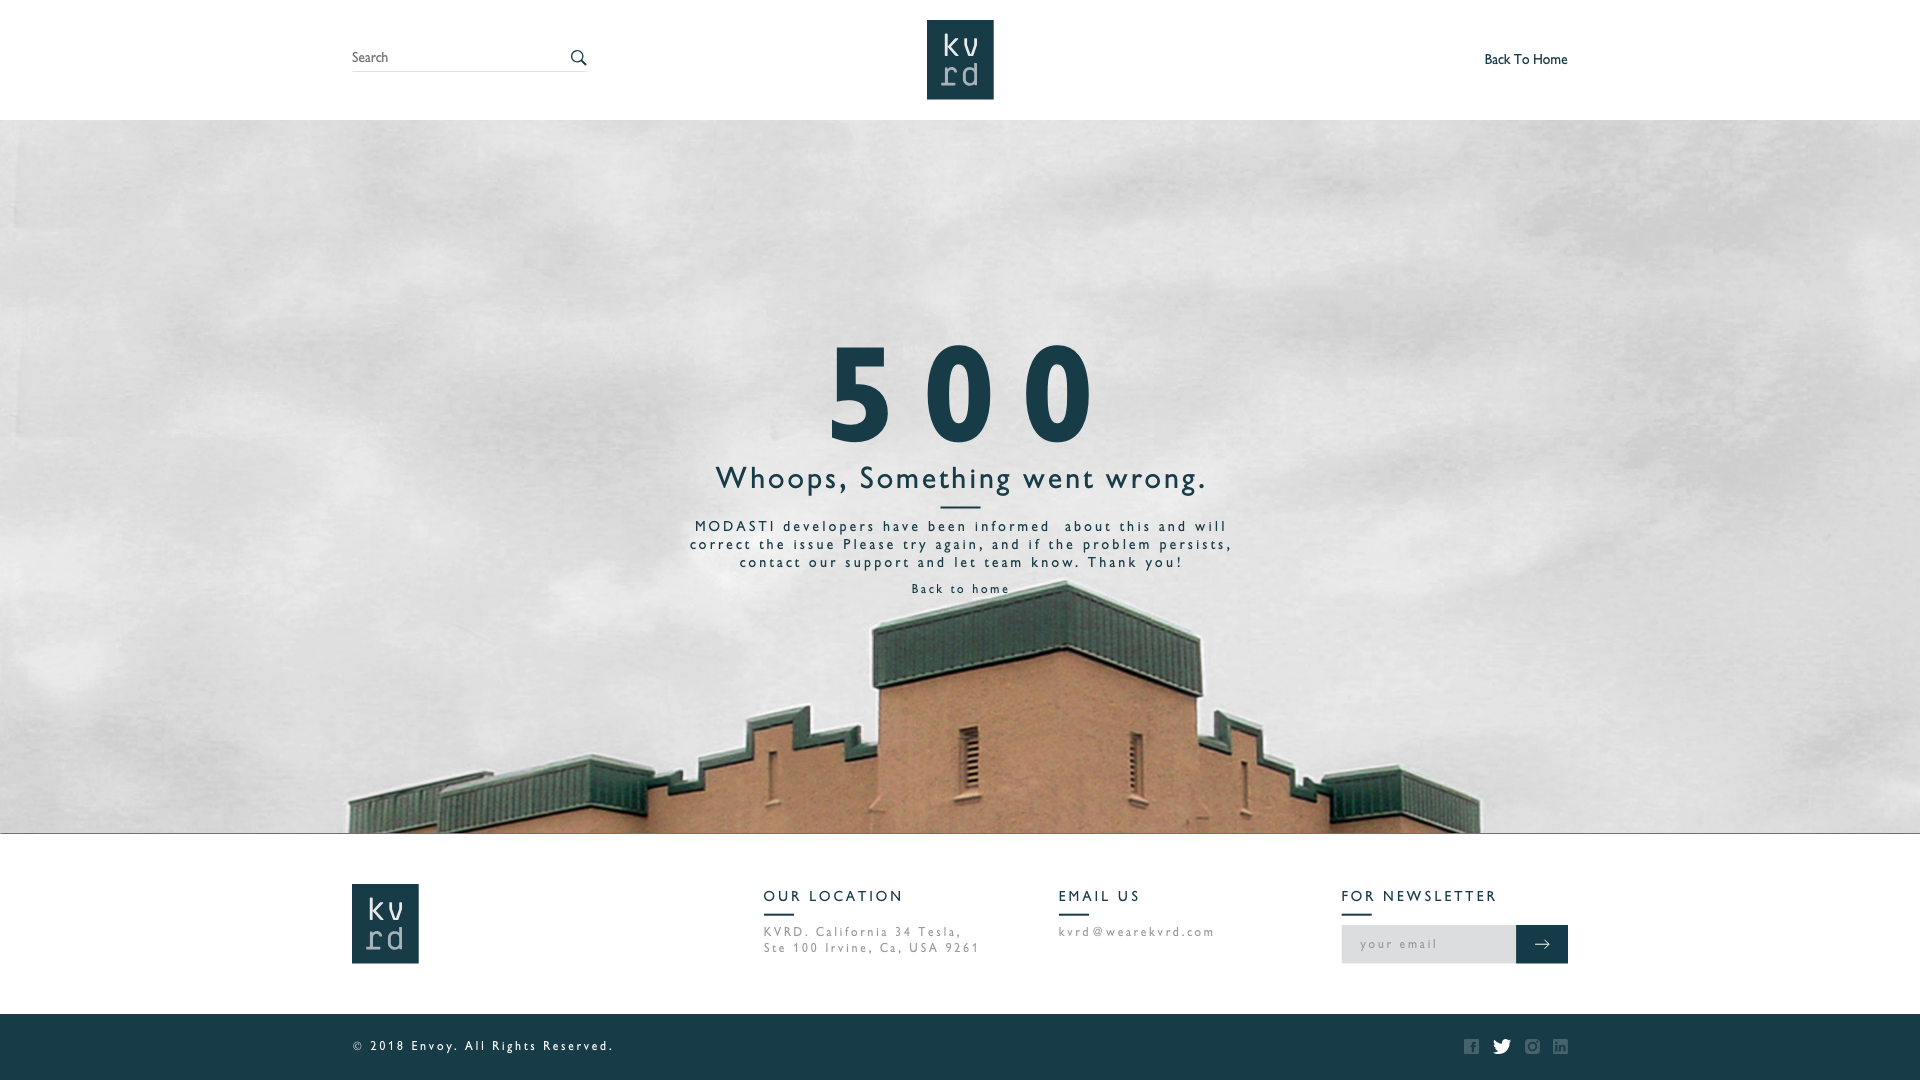 Search
kv
rd
Back To Home
500
Whoops, Something went wrong.
MODASTI developers have been informed about this and will
correct the issue Please try again, and if the problem persists,
contact our support and let team know. Thank you!
Back to home
kv
rd
OUR LOCATION
KVRD. California 34 Tesla,
Ste 100 Irvine, Ca, USA 9261
EMAIL US
kvrd@wearekvrd.com
FOR NEWSLETTER
your email
© 2018 Envoy. All Rights Reserved.